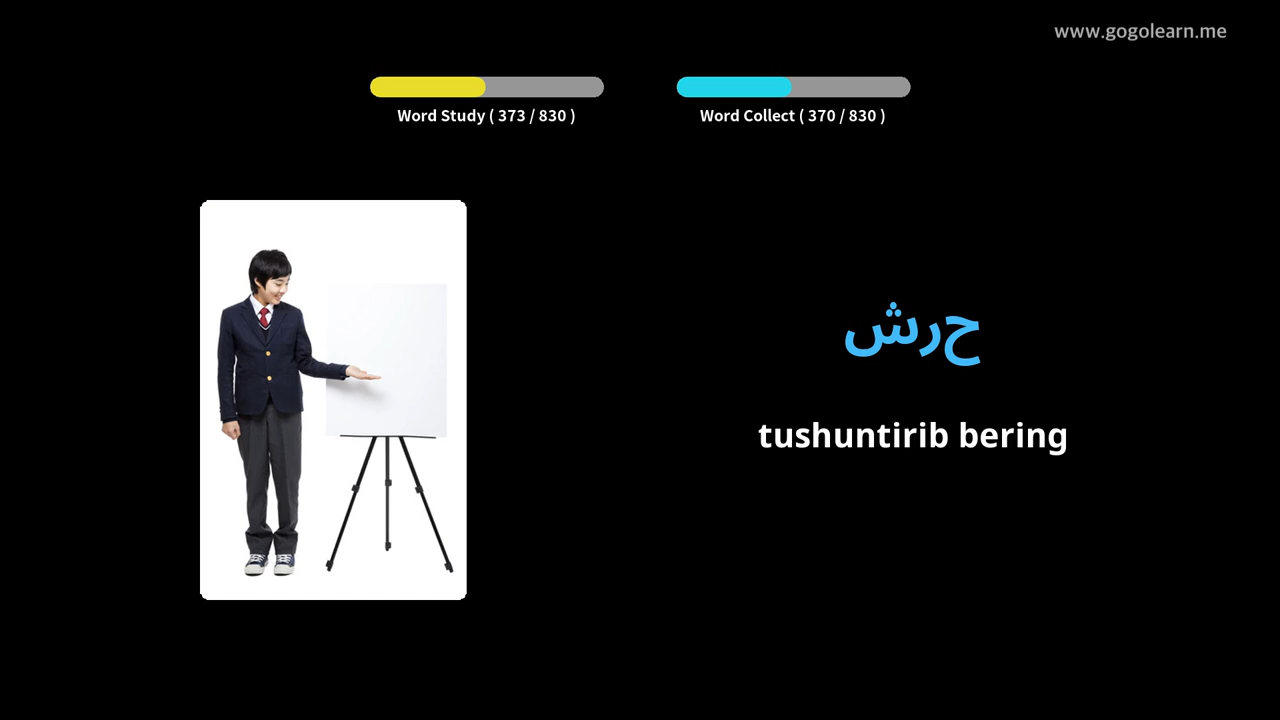 www.gogolearn.me
Word Study ( 373 / 830 )
Word Collect ( 370 / 830 )
حرش
tushuntirib bering